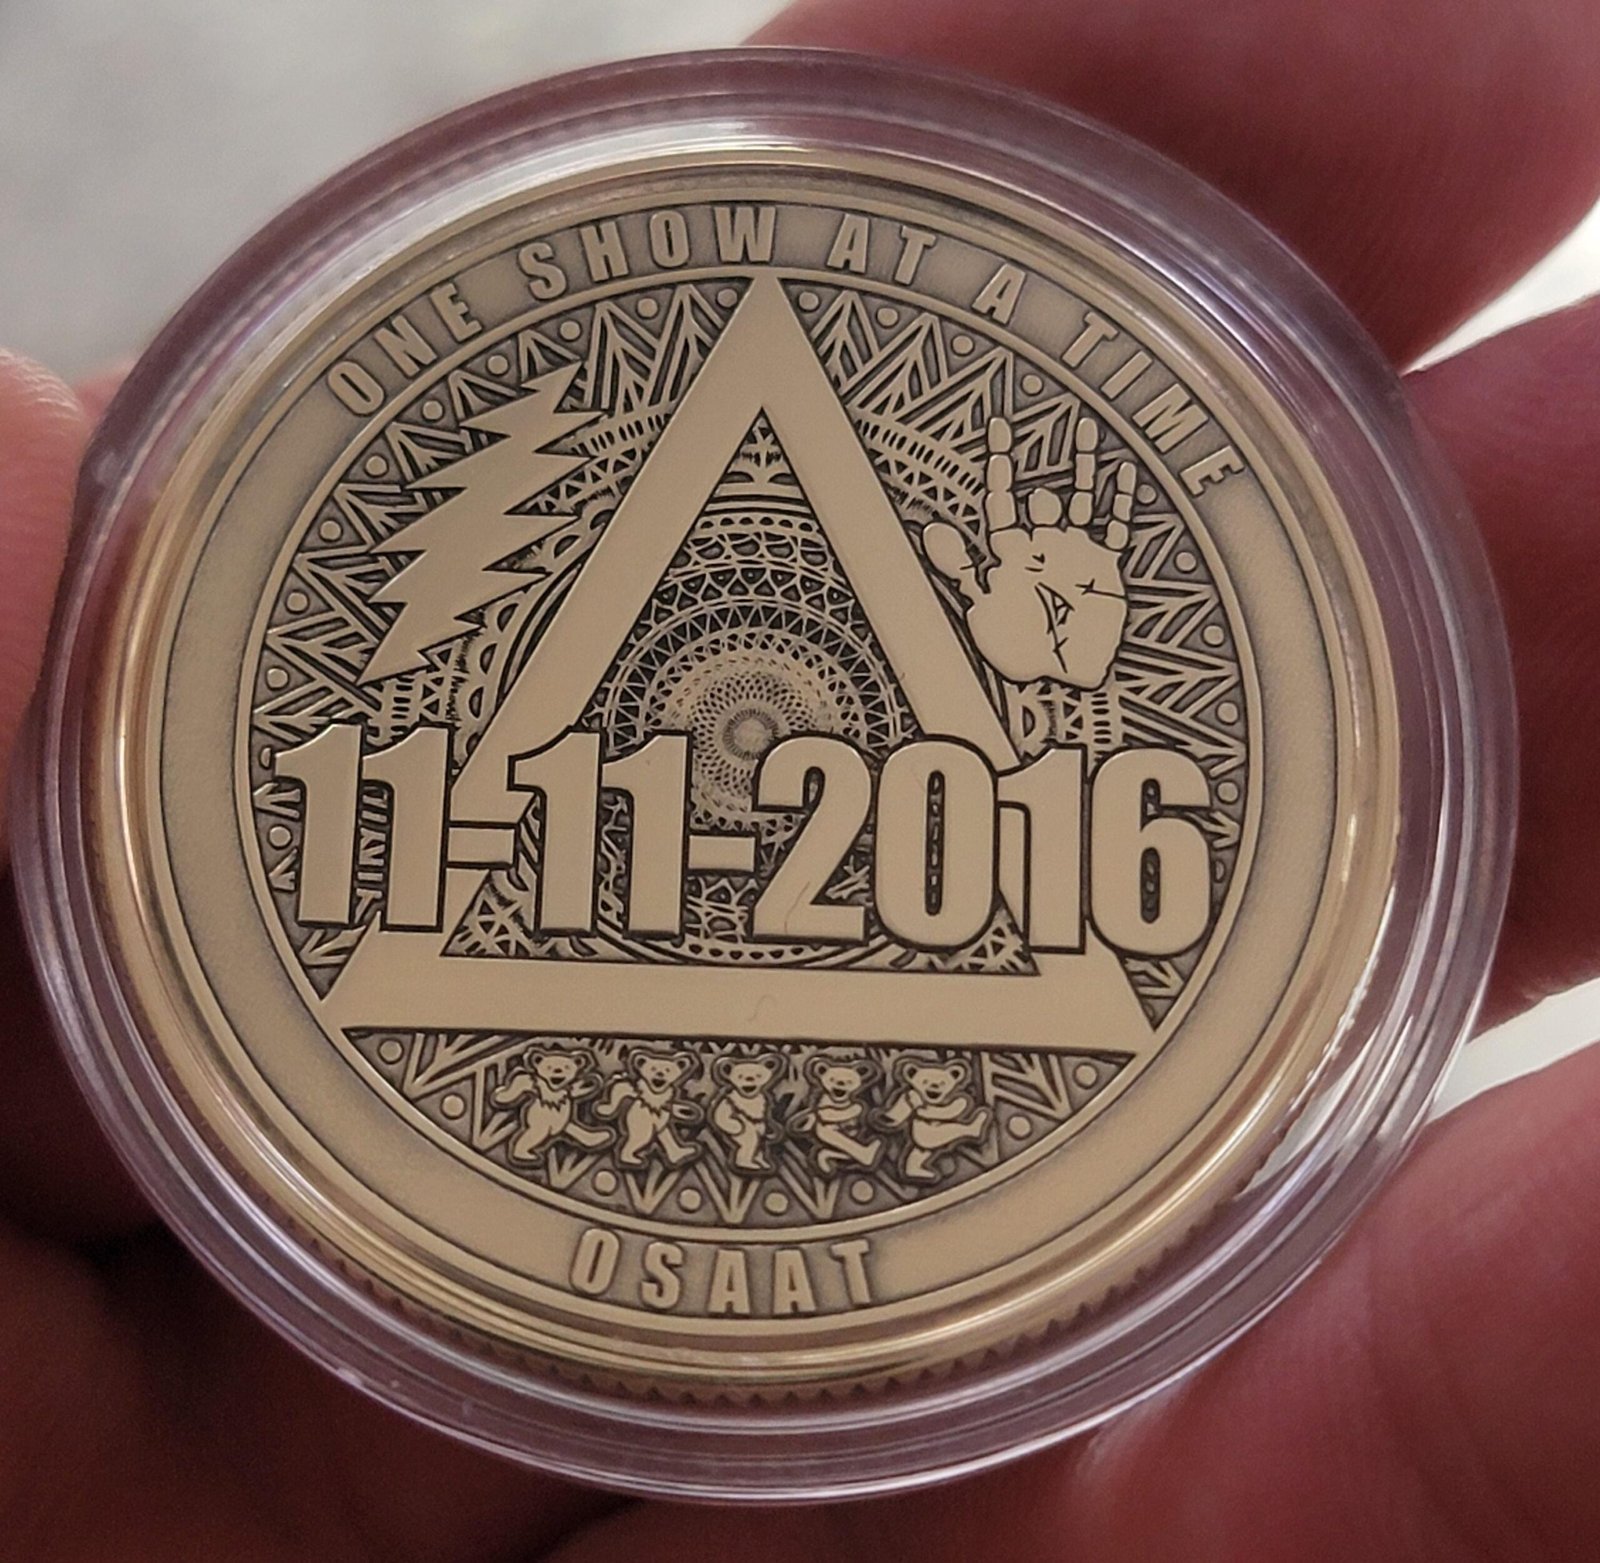 ONE SHOW AT A TIME
11-11-2016
OSAAT